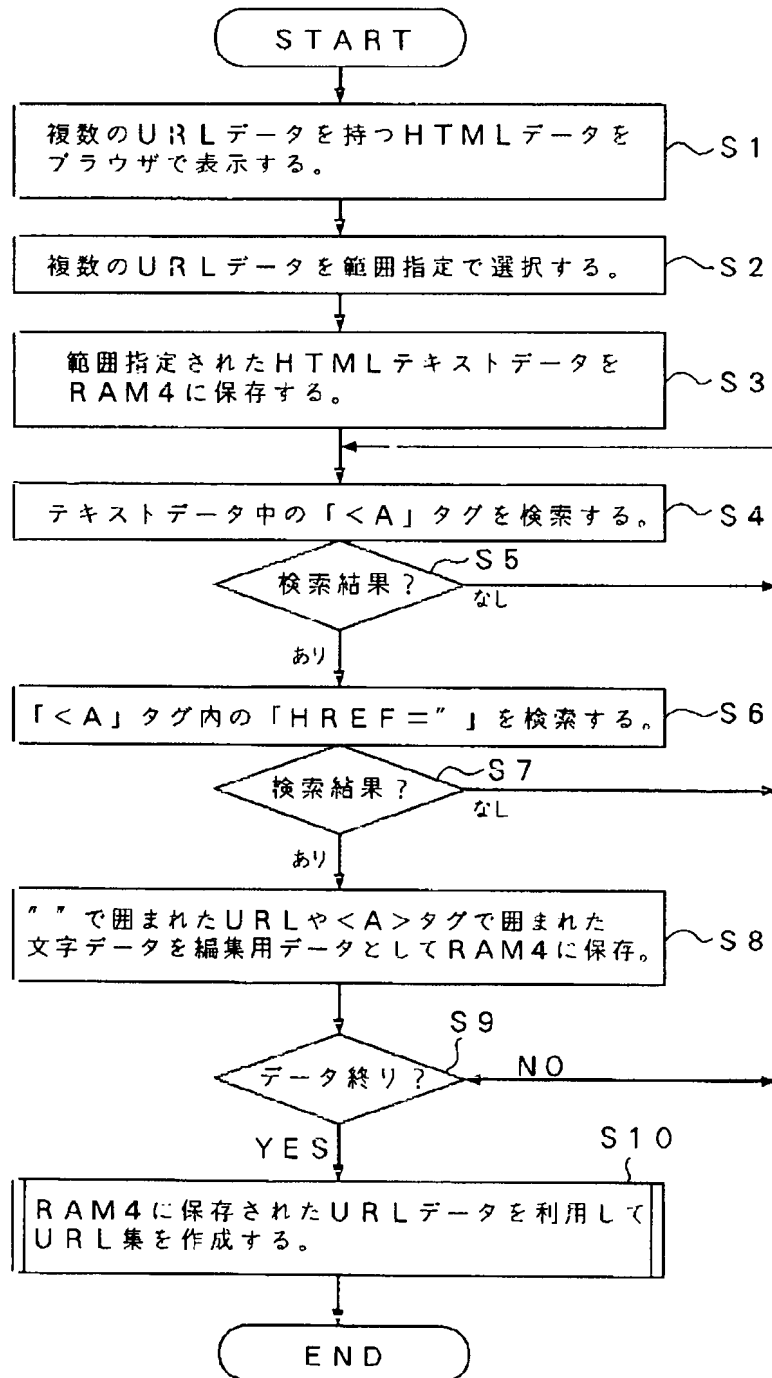 START
複数のURLデータを持つHTMLデータを
ブラウザで表示する。
S1
複数のURLデータを範囲指定で選択する。
S2
範囲指定されたHTMLテキストデータを
RAM4に保存する。
S3
テキストデータ中の「<A」タグを検索する。
S4
S5
検索結果?
なし
あり
「<A」タグ内の「HREF="」を検索する。
S6
S7
検索結果?
なし
あり
""で囲まれたURLや<A>タグで囲まれた
文字データを編集用データとしてRAM4に保存。
S8
S9
データ終り?
NO
YES
S10
RAM4に保存されたURLデータを利用して
URL集を作成する。
END